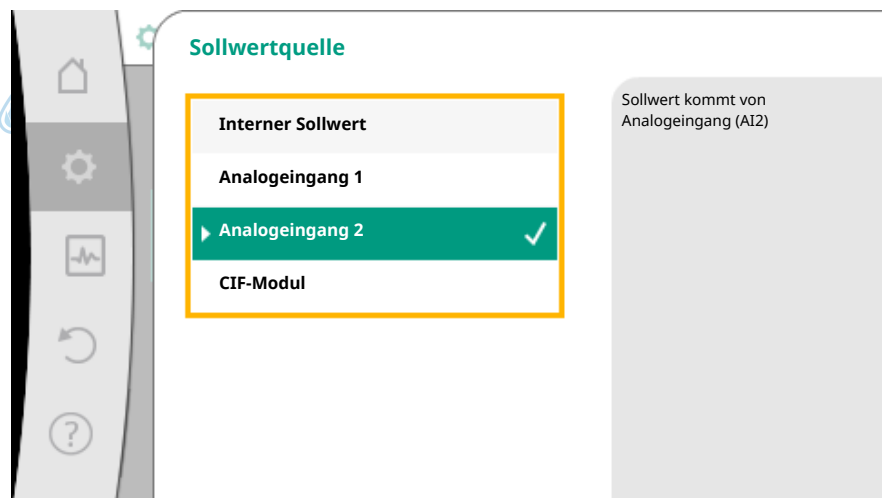 Sollwertquelle
Interner Sollwert
Analogeingang 1
Analogeingang 2
CIF-Modul
Sollwert kommt von
Analogeingang (AI2)
?